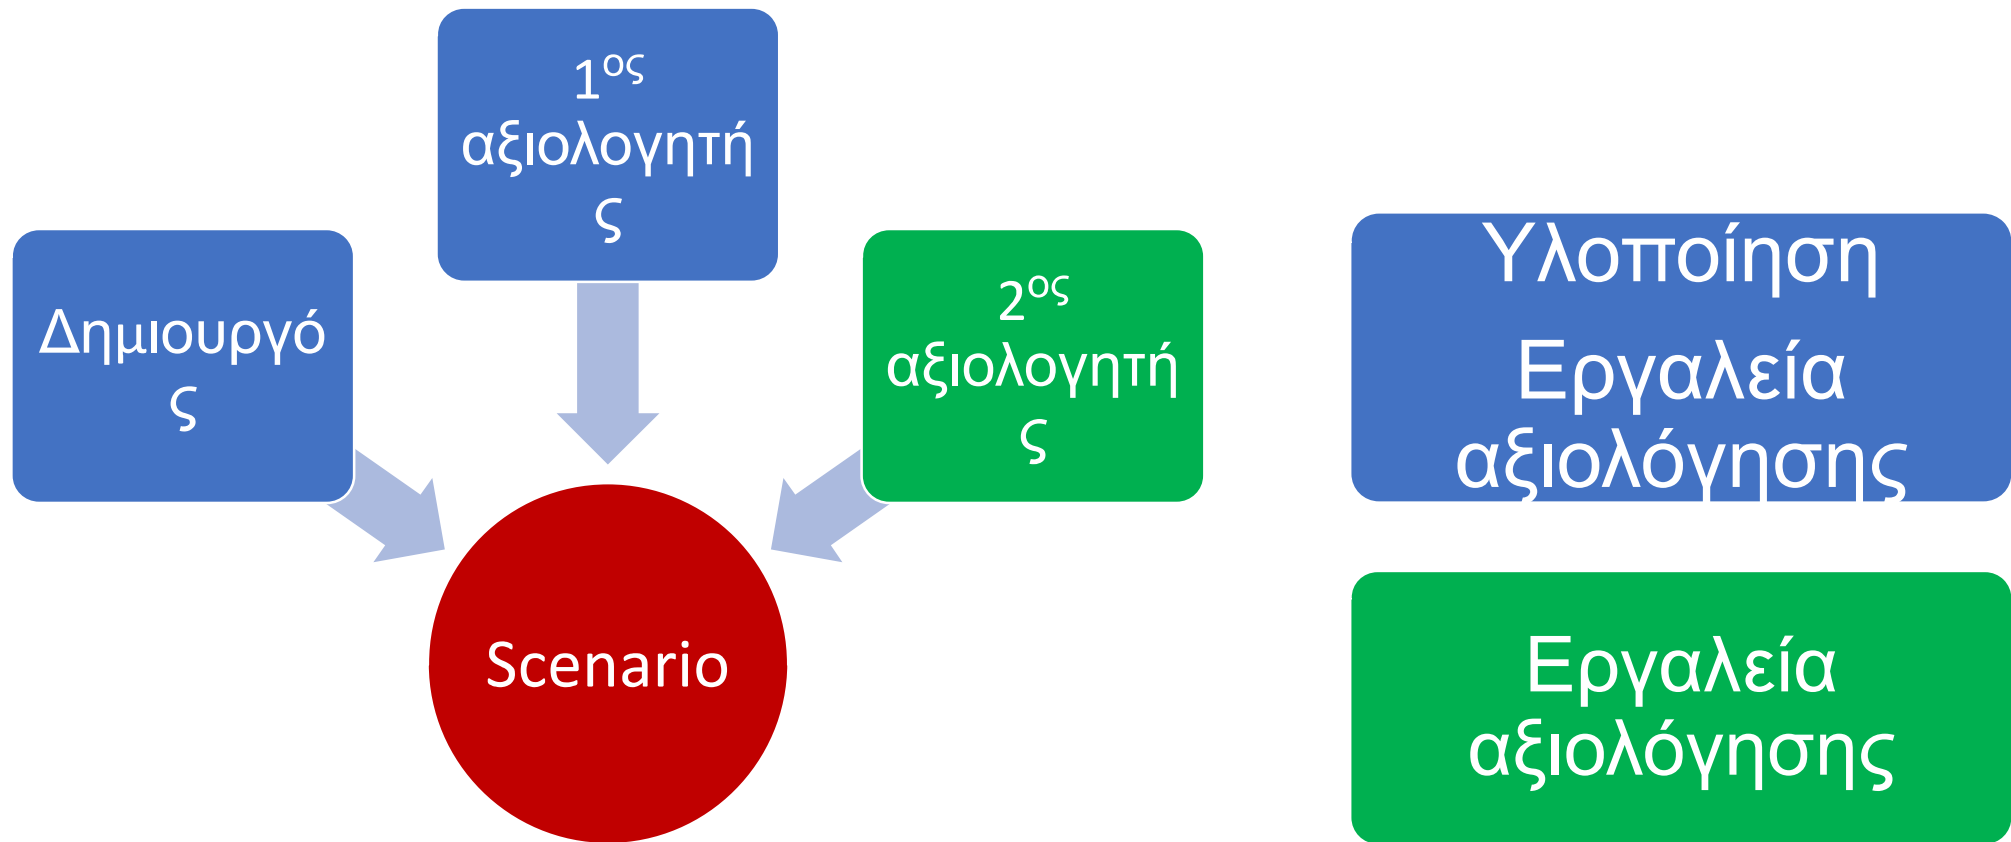 1ος
αξιολογητή
ς
Δημιουργό
ς
2ος
αξιολογητή
ς
Scenario
Υλοποίηση
Εργαλεία
αξιολόγησης
Εργαλεία
αξιολόγησης